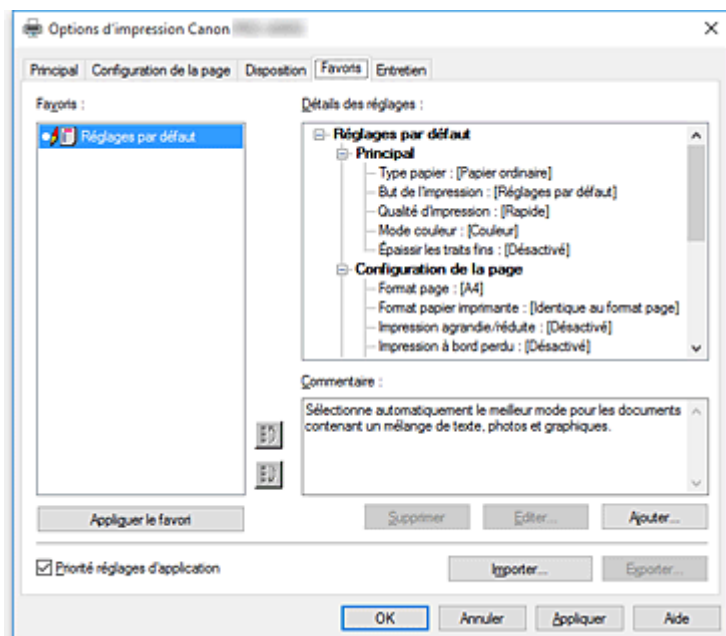 Options d'impression Canon
Principal Configuration de la page Disposition Favoris Entretien
Favoris :
Réglages par défaut
Appliquer le favori
Détails des réglages :
Réglages par défaut
Principal
Type papier : [Papier ordinaire]
But de l'impression : [Réglages par défaut]
Qualité d'impression : [Rapide]
Mode couleur : [Couleur]
Épaissir les traits fins : [Désactivé]
Configuration de la page
Format page : [A4]
Format papier imprimante : [Identique au format page]
Impression agrandie/réduite : [Désactivé]
Impression à bord perdu : [Désactivé]
Commentaire :
Sélectionne automatiquement le meilleur mode pour les documents
contenant un mélange de texte, photos et graphiques.
Supprimer Éditer... Ajouter...
Priorité réglages d'application
Importer... Exporter...
OK Annuler Appliquer Aide